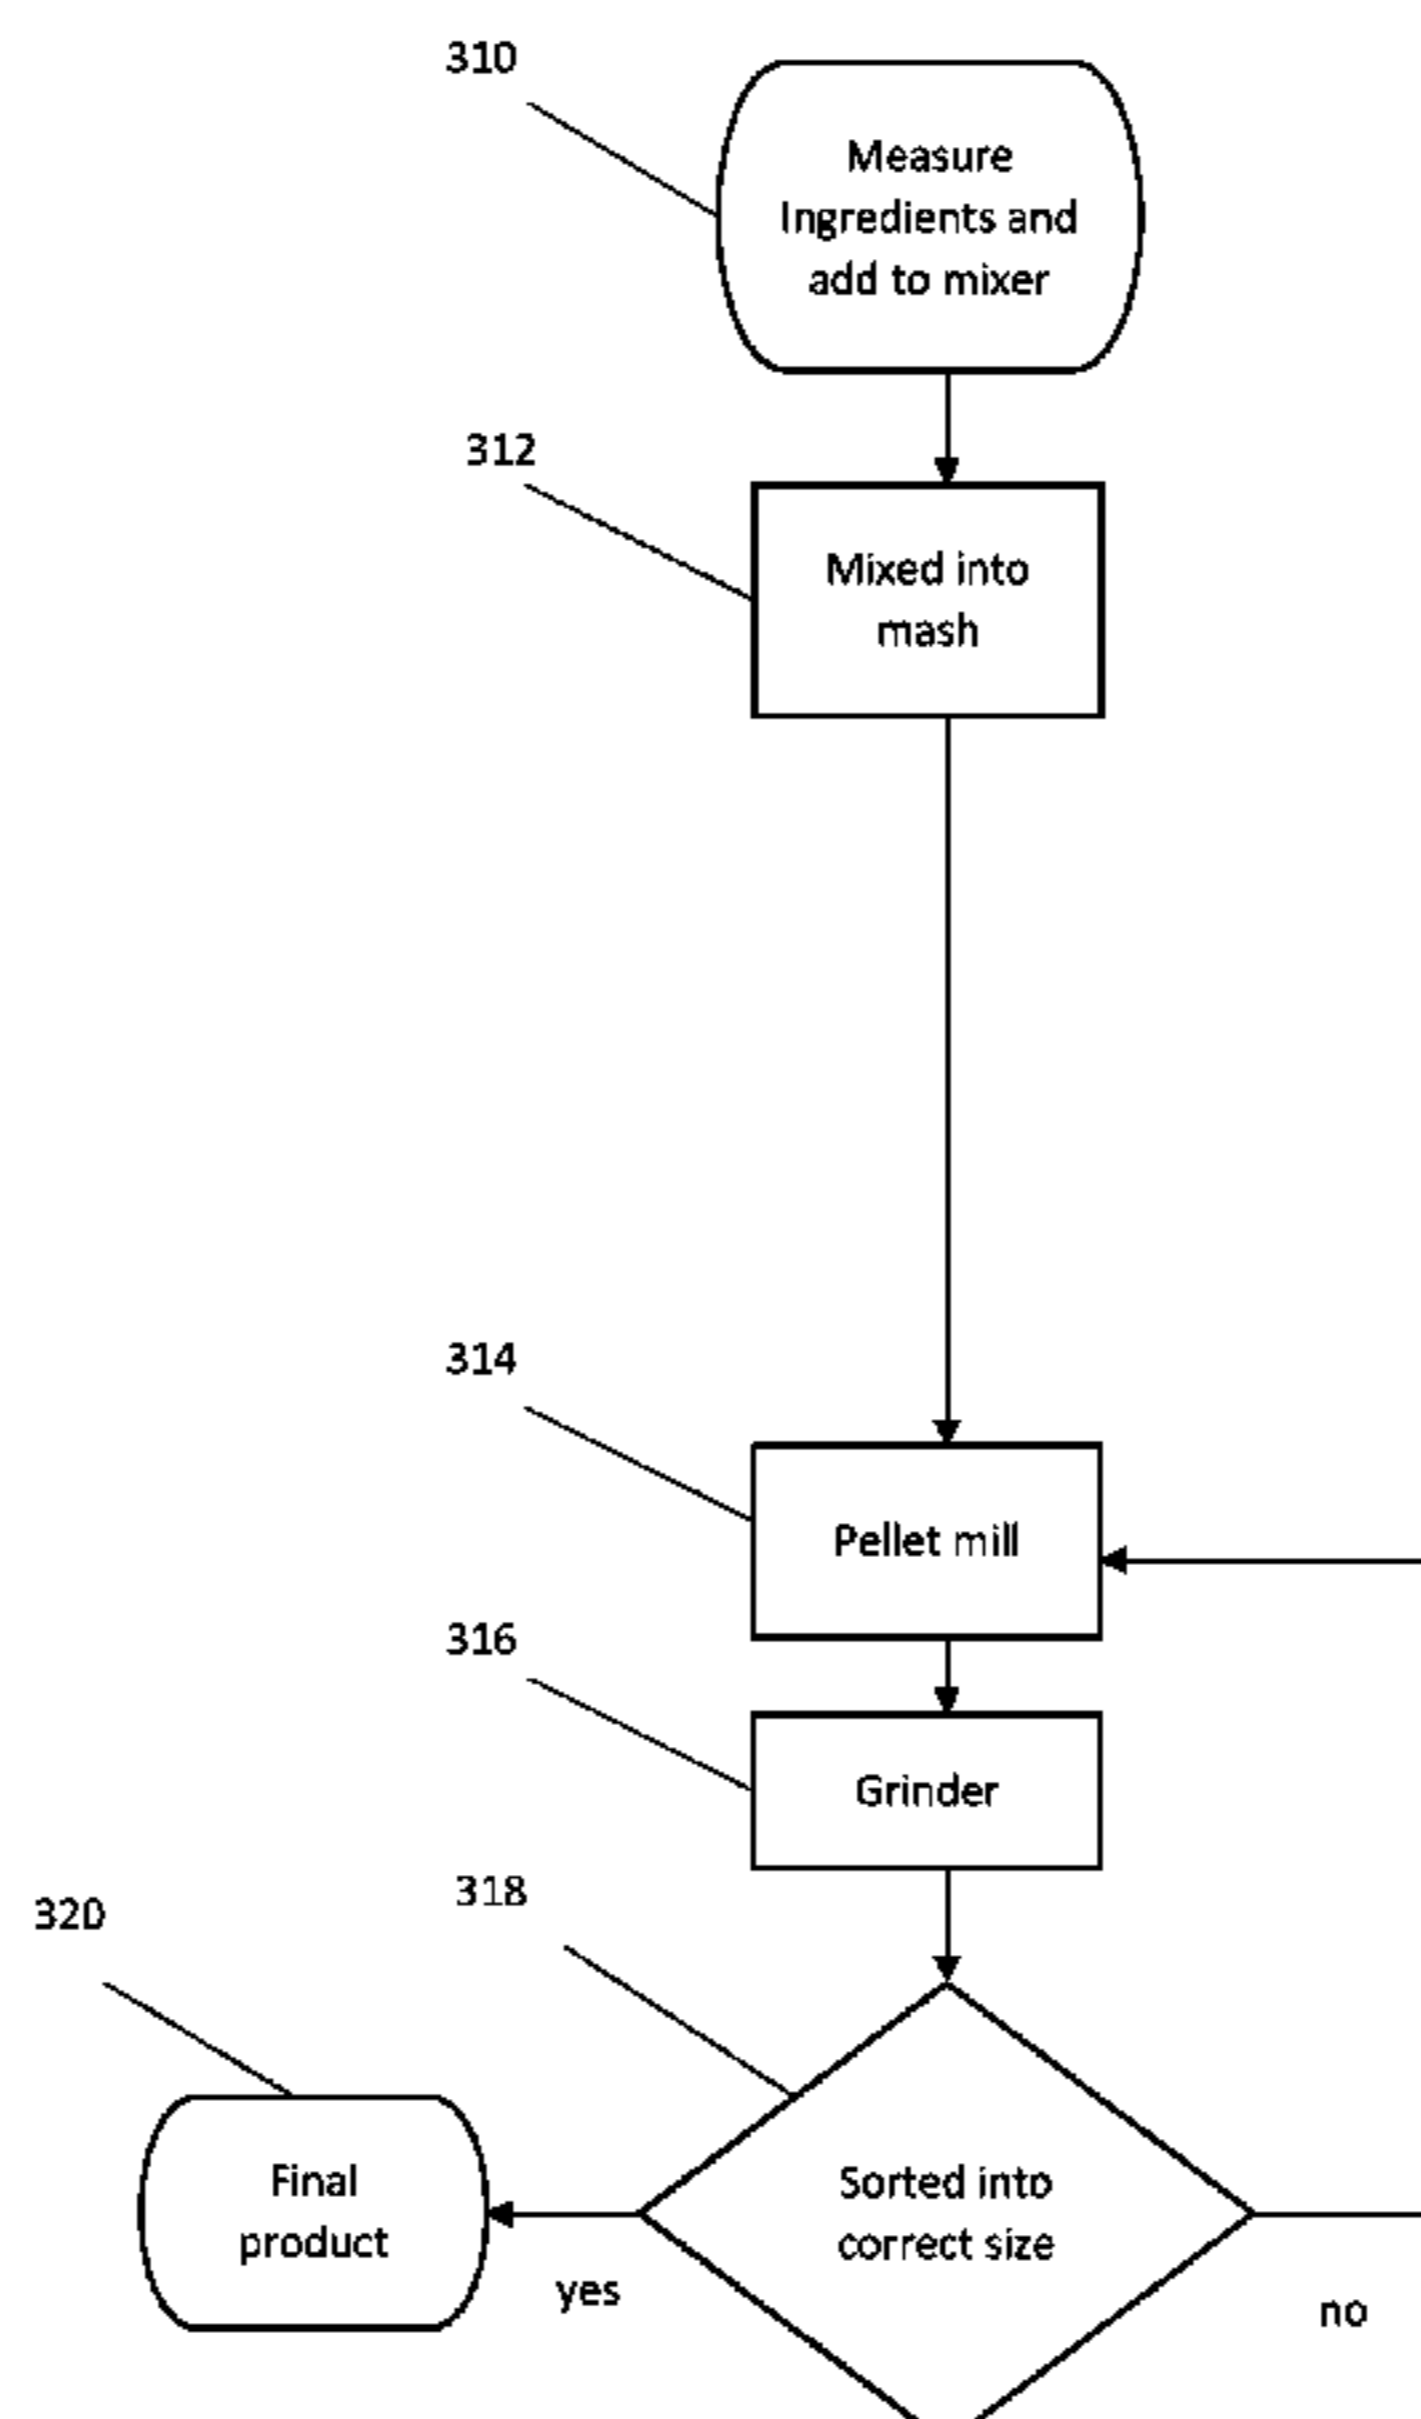 310
Measure
Ingredients and
add to mixer
312
Mixed into
mash
314
Pellet mill
316
Grinder
318
320
Sorted into
correct size
Final
product
yes
no